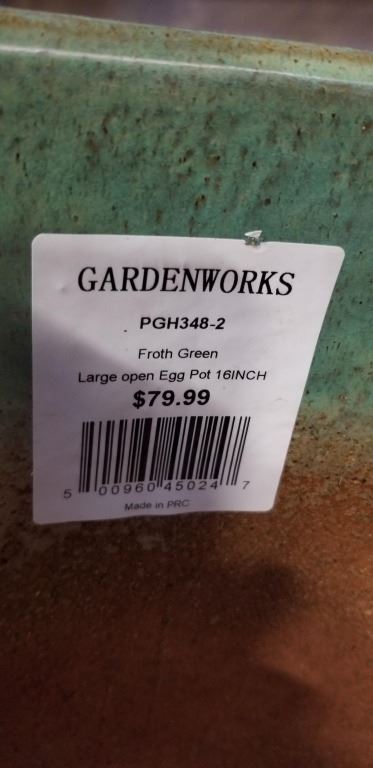 GARDENWORKS
PGH348-2
Froth Green
Large open Egg Pot 16INCH
$79.99
5 00960 45024 7
Made in PRC